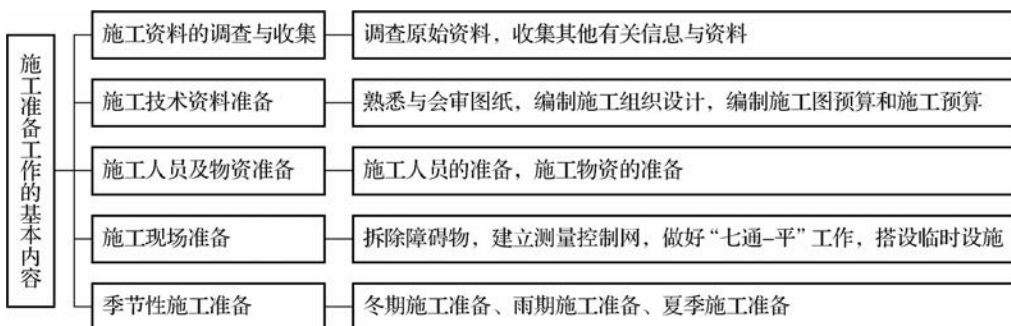 施工准备工作的基本内容
施工资料的调查与收集
调查原始资料，收集其他有关信息与资料
施工技术资料准备
熟悉与会审图纸，编制施工组织设计，编制施工图预算和施工预算
施工人员及物资准备
施工人员的准备，施工物资的准备
施工现场准备
拆除障碍物，建立测量控制网，做好“七通–平”工作，搭设临时设施
季节性施工准备
冬期施工准备、雨期施工准备、夏季施工准备